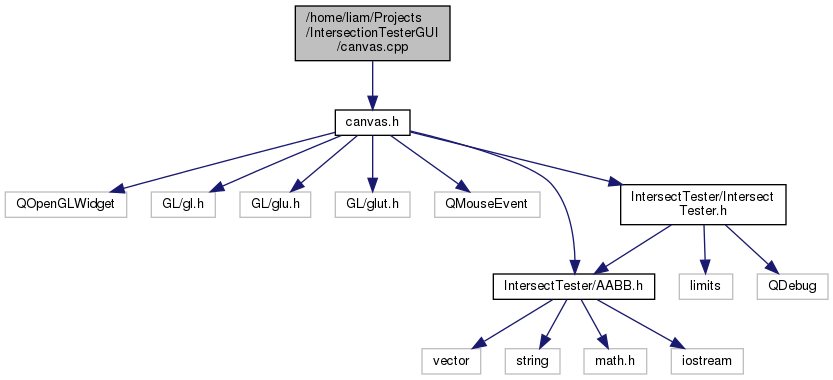 /home/liam/Projects
/IntersectionTesterGUI
/canvas.cpp
canvas.h
QOpenGLWidget
GL/gl.h
GL/glu.h
GL/glut.h
QMouseEvent
IntersectTester/Intersect
Tester.h
IntersectTester/AABB.h
limits
QDebug
vector
string
math.h
iostream